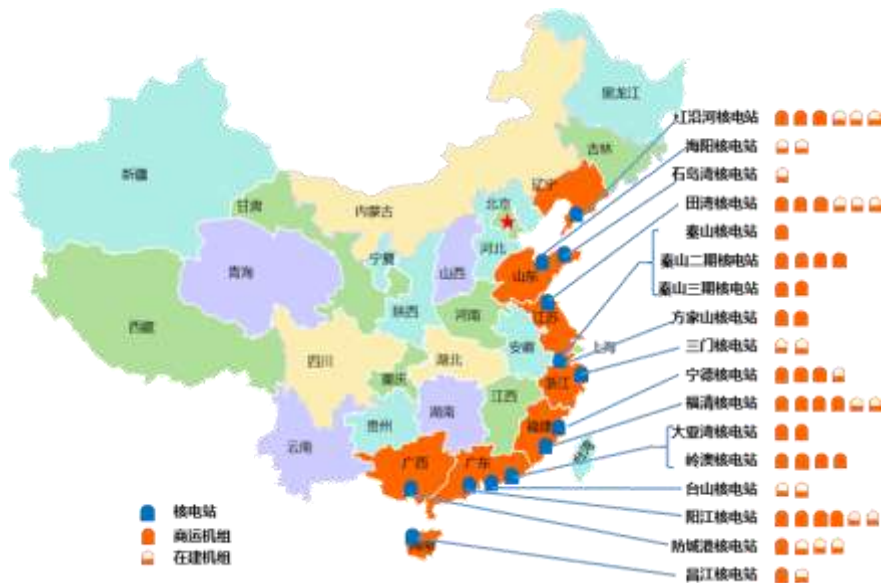 黑龙江
吉林
辽宁
新疆
甘肃
内蒙古
北京
河北
宁夏
山西
山东
青海
陕西
河南
江苏
西藏
安徽
上海
四川
重庆
湖北
浙江
江西
湖南
贵州
福建
云南
广西
广东
红沿河核电站
海阳核电站
石岛湾核电站
田湾核电站
秦山核电站
秦山二期核电站
秦山三期核电站
方家山核电站
三门核电站
宁德核电站
福清核电站
大亚湾核电站
岭澳核电站
台山核电站
阳江核电站
防城港核电站
昌江核电站
核电站
商运机组
在建机组